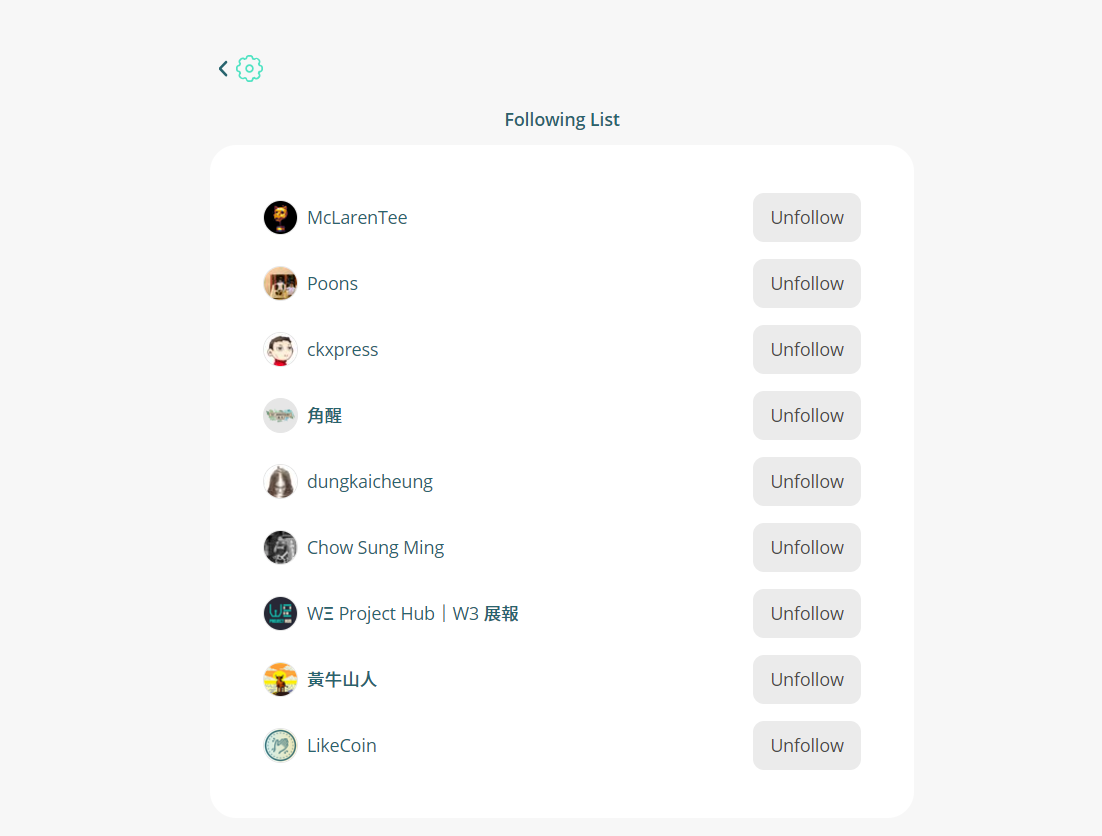 Following List
McLarenTee Unfollow
Poons Unfollow
ckxpress Unfollow
角醒 Unfollow
dungkaicheung Unfollow
Chow Sung Ming Unfollow
WΞ Project Hub｜W3 展報 Unfollow
黃牛山人 Unfollow
LikeCoin Unfollow